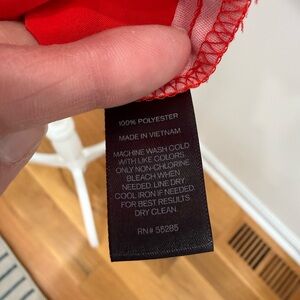 100% POLYESTER
MADE IN VIETNAM
MACHINE WASH COLD
WITH LIKE COLORS.
ONLY NON-CHLORINE
BLEACH WHEN
NEEDED. LINE DRY.
COOL IRON IF NEEDED.
FOR BEST RESULTS
DRY CLEAN.
RN# 55285